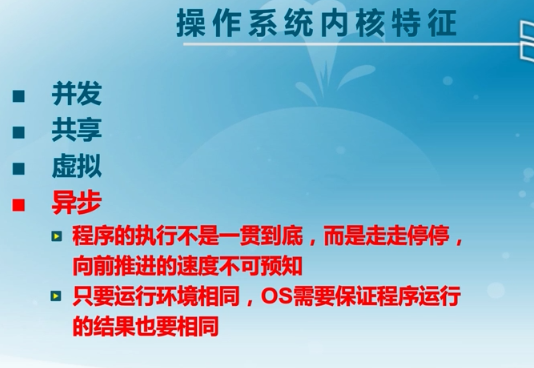 操作系统内核特征
并发
共享
虚拟
异步
程序的执行不是一贯到底，而是走走停停，
向前推进的速度不可预知
只要运行环境相同，OS需要保证程序运行
的结果也要相同